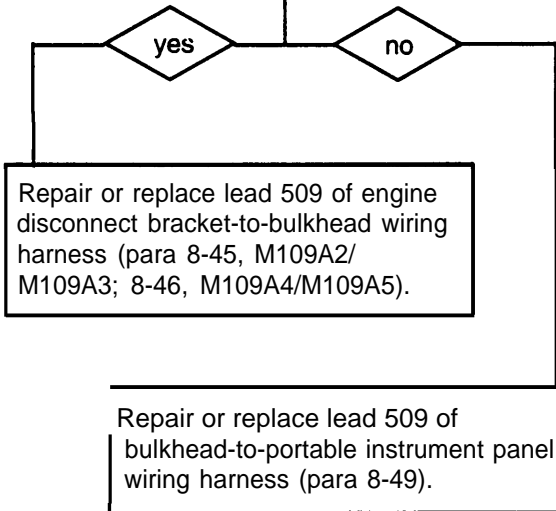 yes
no
Repair or replace lead 509 of engine
disconnect bracket-to-bulkhead wiring
harness (para 8-45, M109A2/
M109A3; 8-46, M109A4/M109A5).
Repair or replace lead 509 of
bulkhead-to-portable instrument panel
wiring harness (para 8-49).